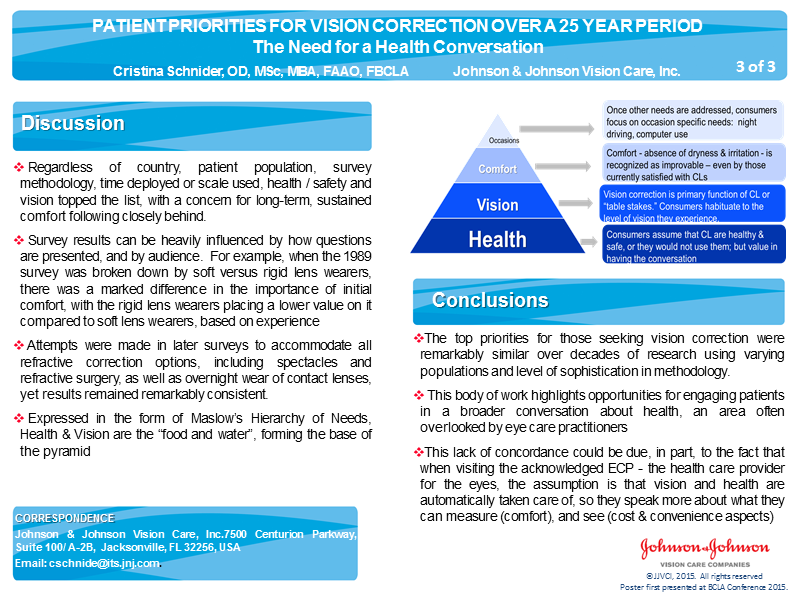 PATIENT PRIORITIES FOR VISION CORRECTION OVER A 25 YEAR PERIOD
The Need for a Health Conversation
Cristina Schnider, OD, MSc, MBA, FAAO, FBCLA Johnson & Johnson Vision Care, Inc.
3 of 3
Discussion
❖ Regardless of country, patient population, survey
methodology, time deployed or scale used, health / safety and
vision topped the list, with a concern for long-term, sustained
comfort following closely behind.
❖ Survey results can be heavily influenced by how questions
are presented, and by audience. For example, when the 1989
survey was broken down by soft versus rigid lens wearers,
there was a marked difference in the importance of initial
comfort, with the rigid lens wearers placing a lower value on it
compared to soft lens wearers, based on experience
❖ Attempts were made in later surveys to accommodate all
refractive correction options, including spectacles and
refractive surgery, as well as overnight wear of contact lenses,
yet results remained remarkably consistent.
❖ Expressed in the form of Maslow's Hierarchy of Needs,
Health & Vision are the "food and water", forming the base of
the pyramid
CORRESPONDENCE
Johnson & Johnson Vision Care, Inc.7500 Centurion Parkway,
Suite 100/ A-2B, Jacksonville, FL 32256, USA
Email: cschnide@its.jnj.com.
Occasions
Once other needs are addressed, consumers
focus on occasion specific needs: night
driving, computer use
Comfort
Comfort - absence of dryness & irritation - is
recognized as improvable – even by those
currently satisfied with CLs
Vision
Vision correction is primary function of CL or
"table stakes." Consumers habituate to the
level of vision they experience.
Health
Consumers assume that CL are healthy &
safe, or they would not use them; but value in
having the conversation
Conclusions
❖The top priorities for those seeking vision correction were
remarkably similar over decades of research using varying
populations and level of sophistication in methodology.
❖ This body of work highlights opportunities for engaging patients
in a broader conversation about health, an area often
overlooked by eye care practitioners
❖This lack of concordance could be due, in part, to the fact that
when visiting the acknowledged ECP - the health care provider
for the eyes, the assumption is that vision and health are
automatically taken care of, so they speak more about what they
can measure (comfort), and see (cost & convenience aspects)
Johnson & Johnson
VISION CARE COMPANIES
©JJVCI, 2015. All rights reserved
Poster first presented at BCLA Conference 2015.